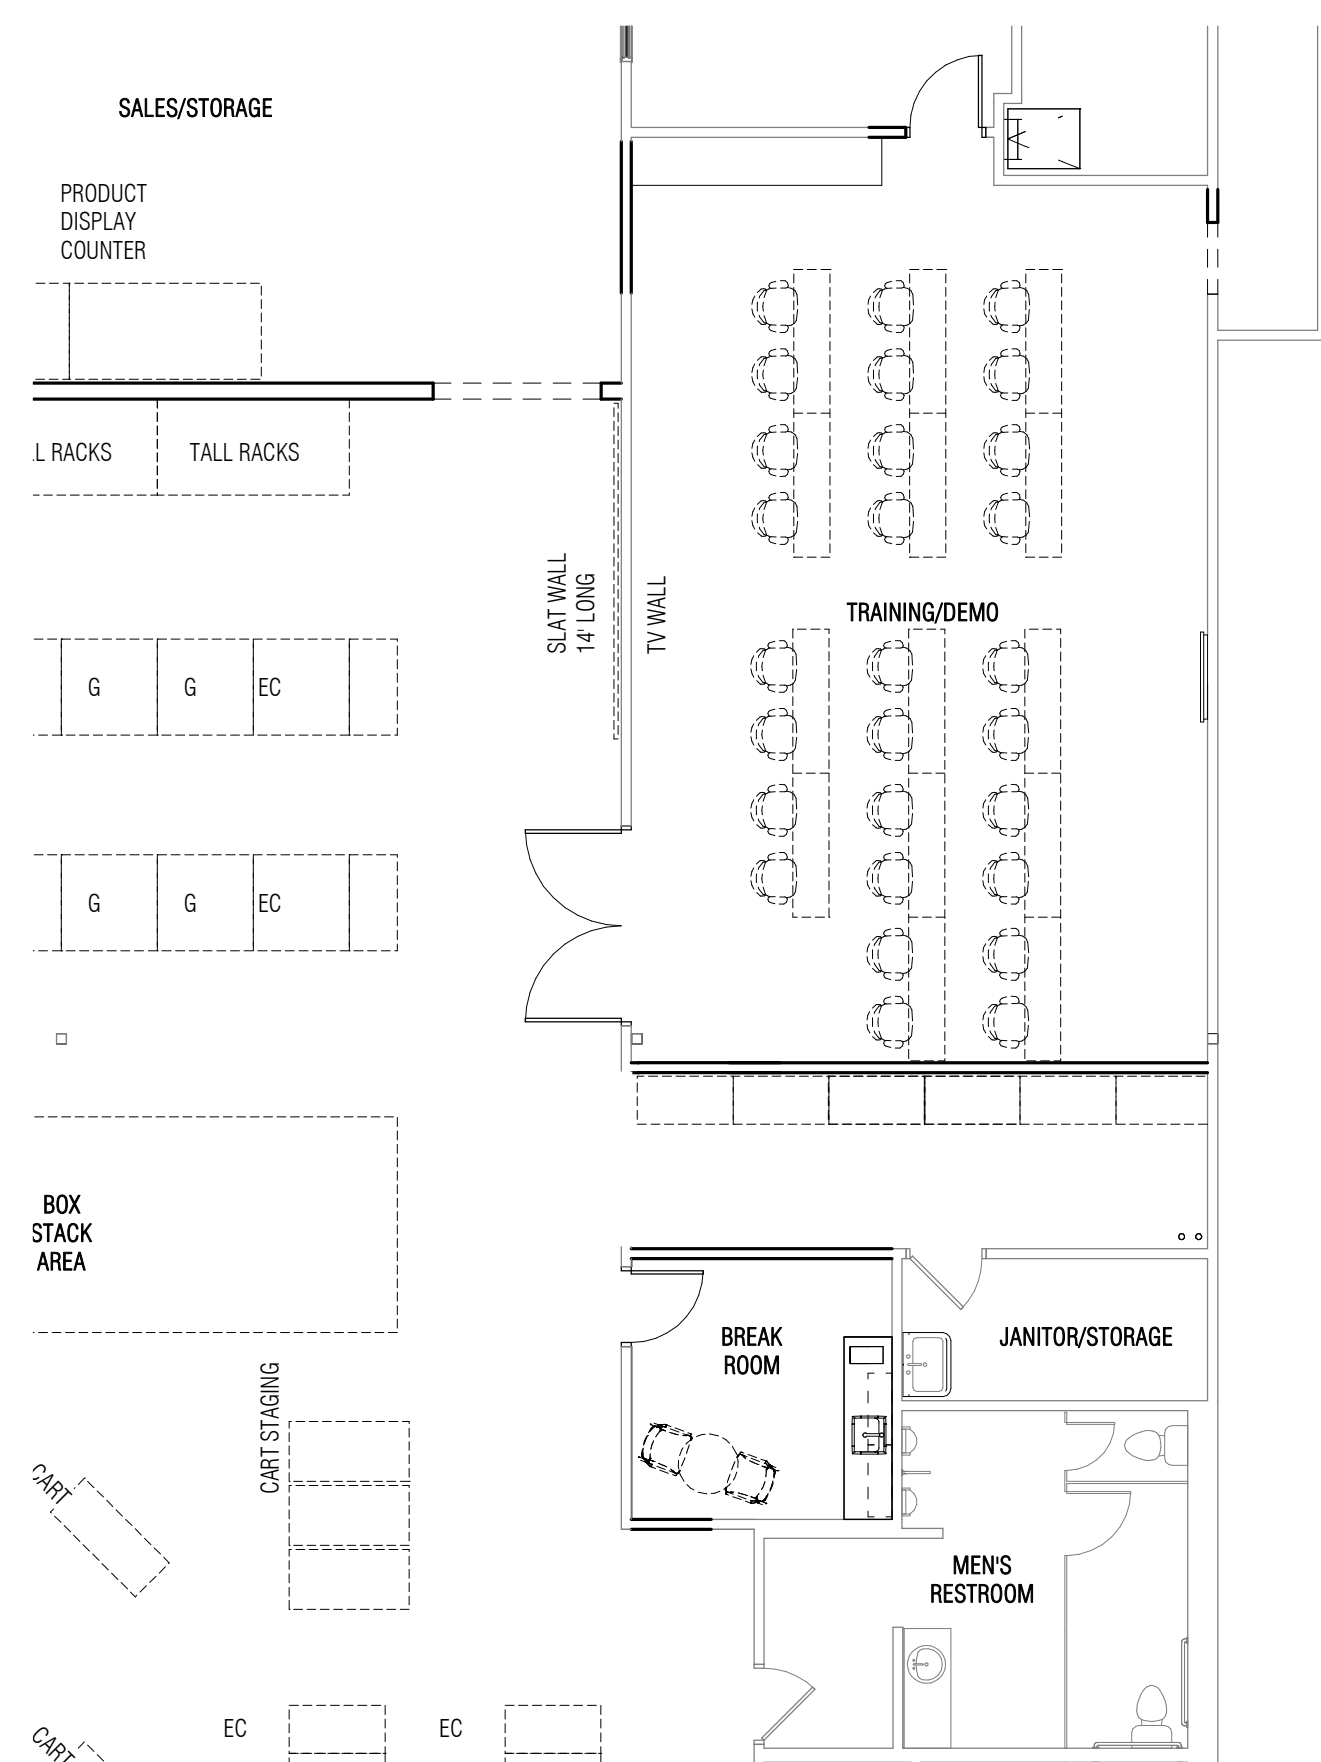 SALES/STORAGE
PRODUCT
DISPLAY
COUNTER
LL RACKS
TALL RACKS
SLAT WALL
14' LONG
TV WALL
TRAINING/DEMO
G
G
EC
G
G
EC
BOX
STACK
AREA
BREAK
ROOM
JANITOR/STORAGE
CART STAGING
CART
MEN'S
RESTROOM
EC
EC
CART